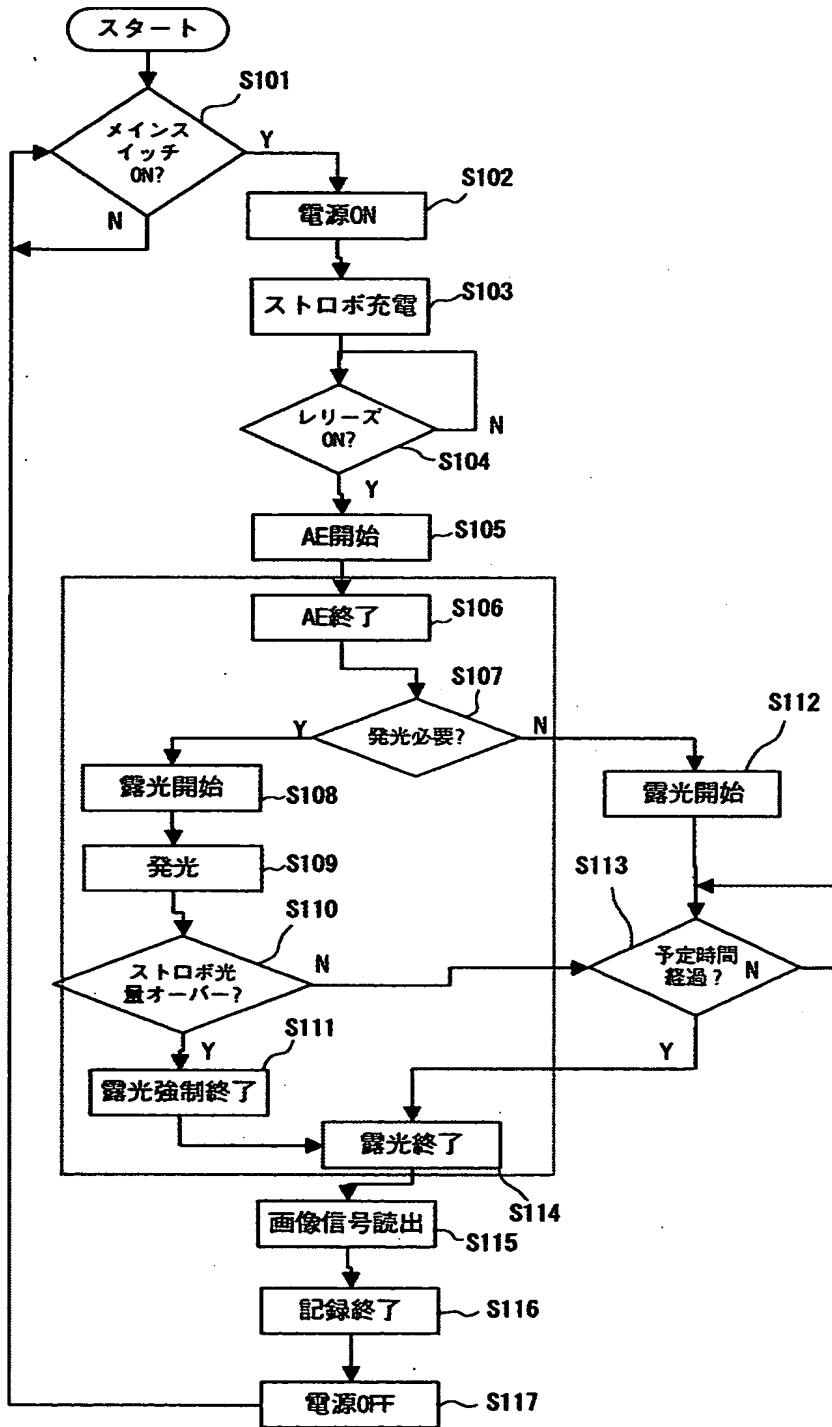 スタート
S101
メインス
イッチ
ON?
Y
N
S102
電源ON
S103
ストロボ充電
レリーズ
ON?
N
S104
Y
AE開始
S105
AE終了
S106
S107
発光必要?
Y
N
S112
露光開始
S108
露光開始
発光
S109
S113
S110
ストロボ光
量オーバー?
N
予定時間
経過?
N
S111
Y
Y
露光強制終了
露光終了
S114
画像信号読出
S115
記録終了
S116
電源OFF
S117